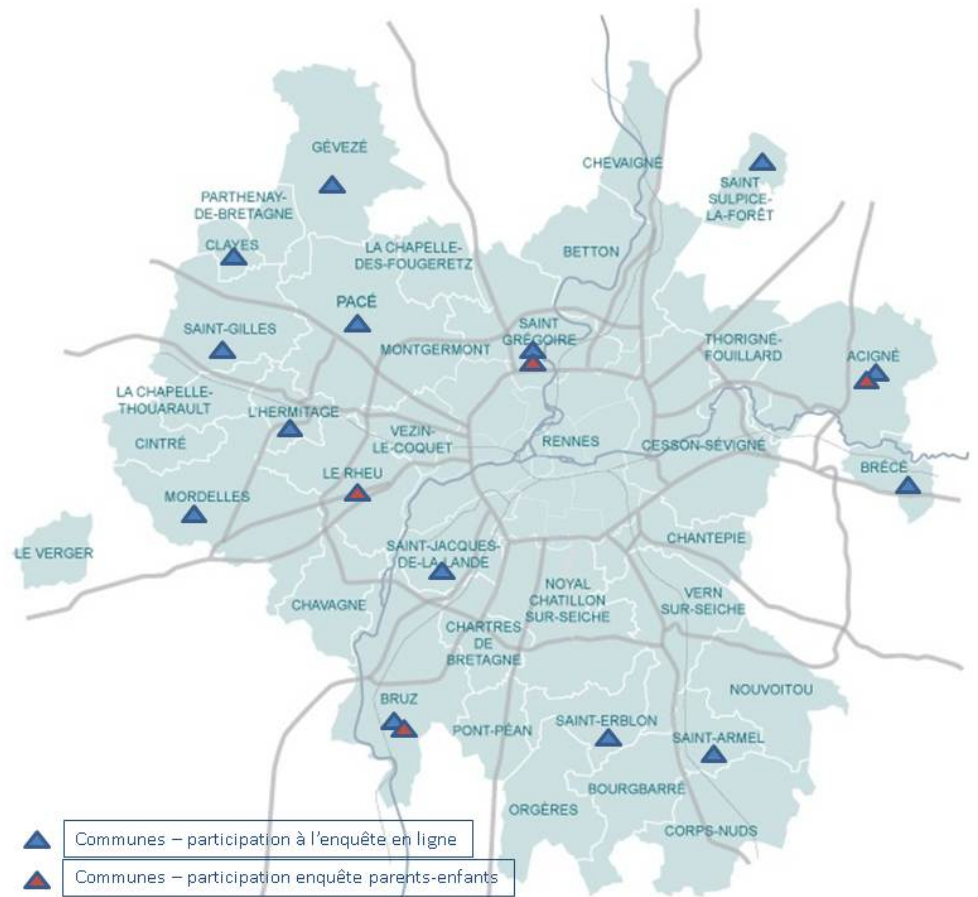 GÉVEZÉ
CHEVAIGNÉ
SAINT
SULPICE-
LA-FORÊT
PARTHENAY-
DE-BRETAGNE
CLAYES
LA CHAPELLE-
DES-FOUGERETZ
BETTON
PACÉ
SAINT-GILLES
MONTGERMONT
SAINT
GRÉGOIRE
THORIGNÉ-
FOUILLARD
ACIGNÉ
LA CHAPELLE-
THOUARAULT
L'HERMITAGE
CINTRÉ
VEZIN-
LE-COQUET
RENNES
CESSON-SÉVIGNÉ
BRÉCÉ
LE RHEU
MORDELLES
LE VERGER
SAINT-JACQUES-
DE-LA-LANDE
CHANTEPIE
CHAVAGNE
NOYAL
CHATILLON
SUR-SEICHE
VERN
SUR-SEICHE
CHARTRES
DE
BRETAGNE
NOUVOITOU
BRUZ
PONT-PÉAN
SAINT-ERBLON
SAINT-ARMEL
BOURGBARRÉ
ORGÈRES
CORPS-NUDS
Communes – participation à l'enquête en ligne
Communes – participation enquête parents-enfants